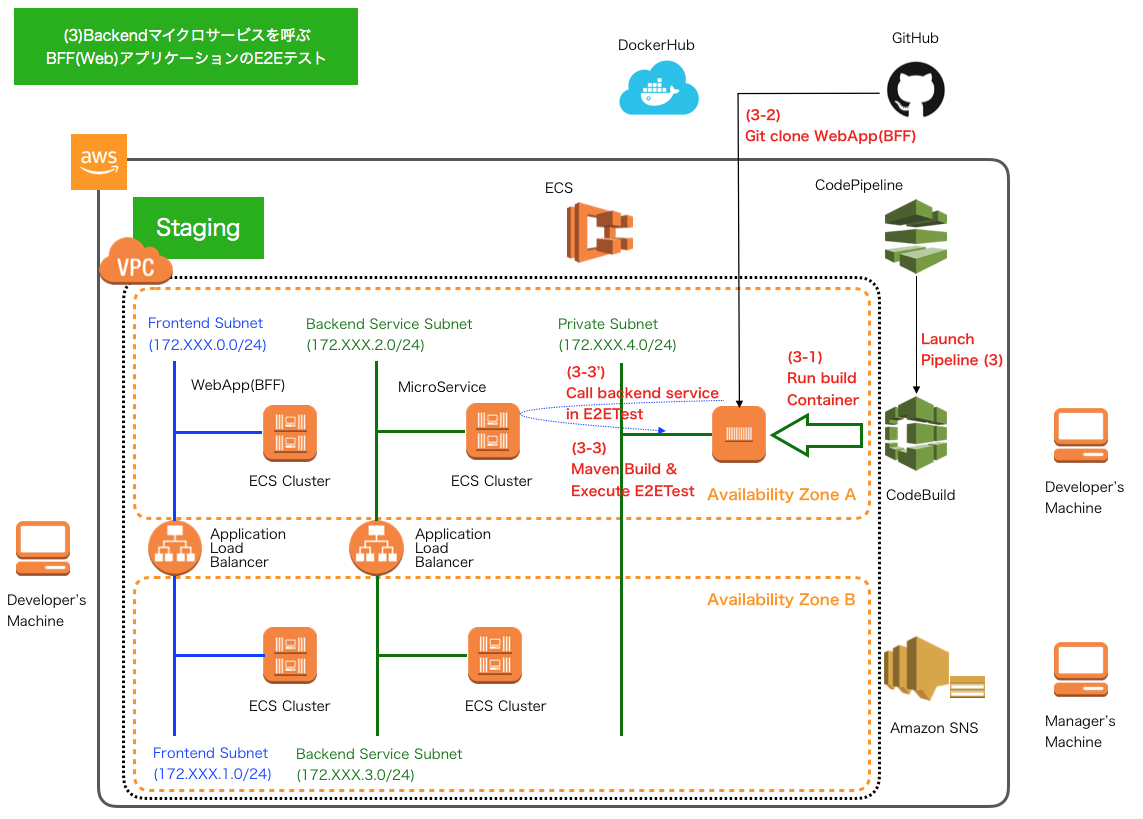 (3)Backendマイクロサービスを呼ぶ
BFF(Web)アプリケーションのE2Eテスト
DockerHub
GitHub
(3-2)
Git clone WebApp(BFF)
aws
ECS
CodePipeline
Staging
VPC
Frontend Subnet
(172.XXX.0.0/24)
Backend Service Subnet
(172.XXX.2.0/24)
Private Subnet
(172.XXX.4.0/24)
Launch
Pipeline (3)
(3-1)
Run build
Container
(3-3’)
Call backend service
in E2ETest
WebApp(BFF)
MicroService
(3-3)
Maven Build &
Execute E2ETest
ECS Cluster
ECS Cluster
Availability Zone A
CodeBuild
Developer's
Machine
Application
Load
Balancer
Application
Load
Balancer
Developer's
Machine
Availability Zone B
ECS Cluster
ECS Cluster
Amazon SNS
Manager's
Machine
Frontend Subnet
(172.XXX.1.0/24)
Backend Service Subnet
(172.XXX.3.0/24)